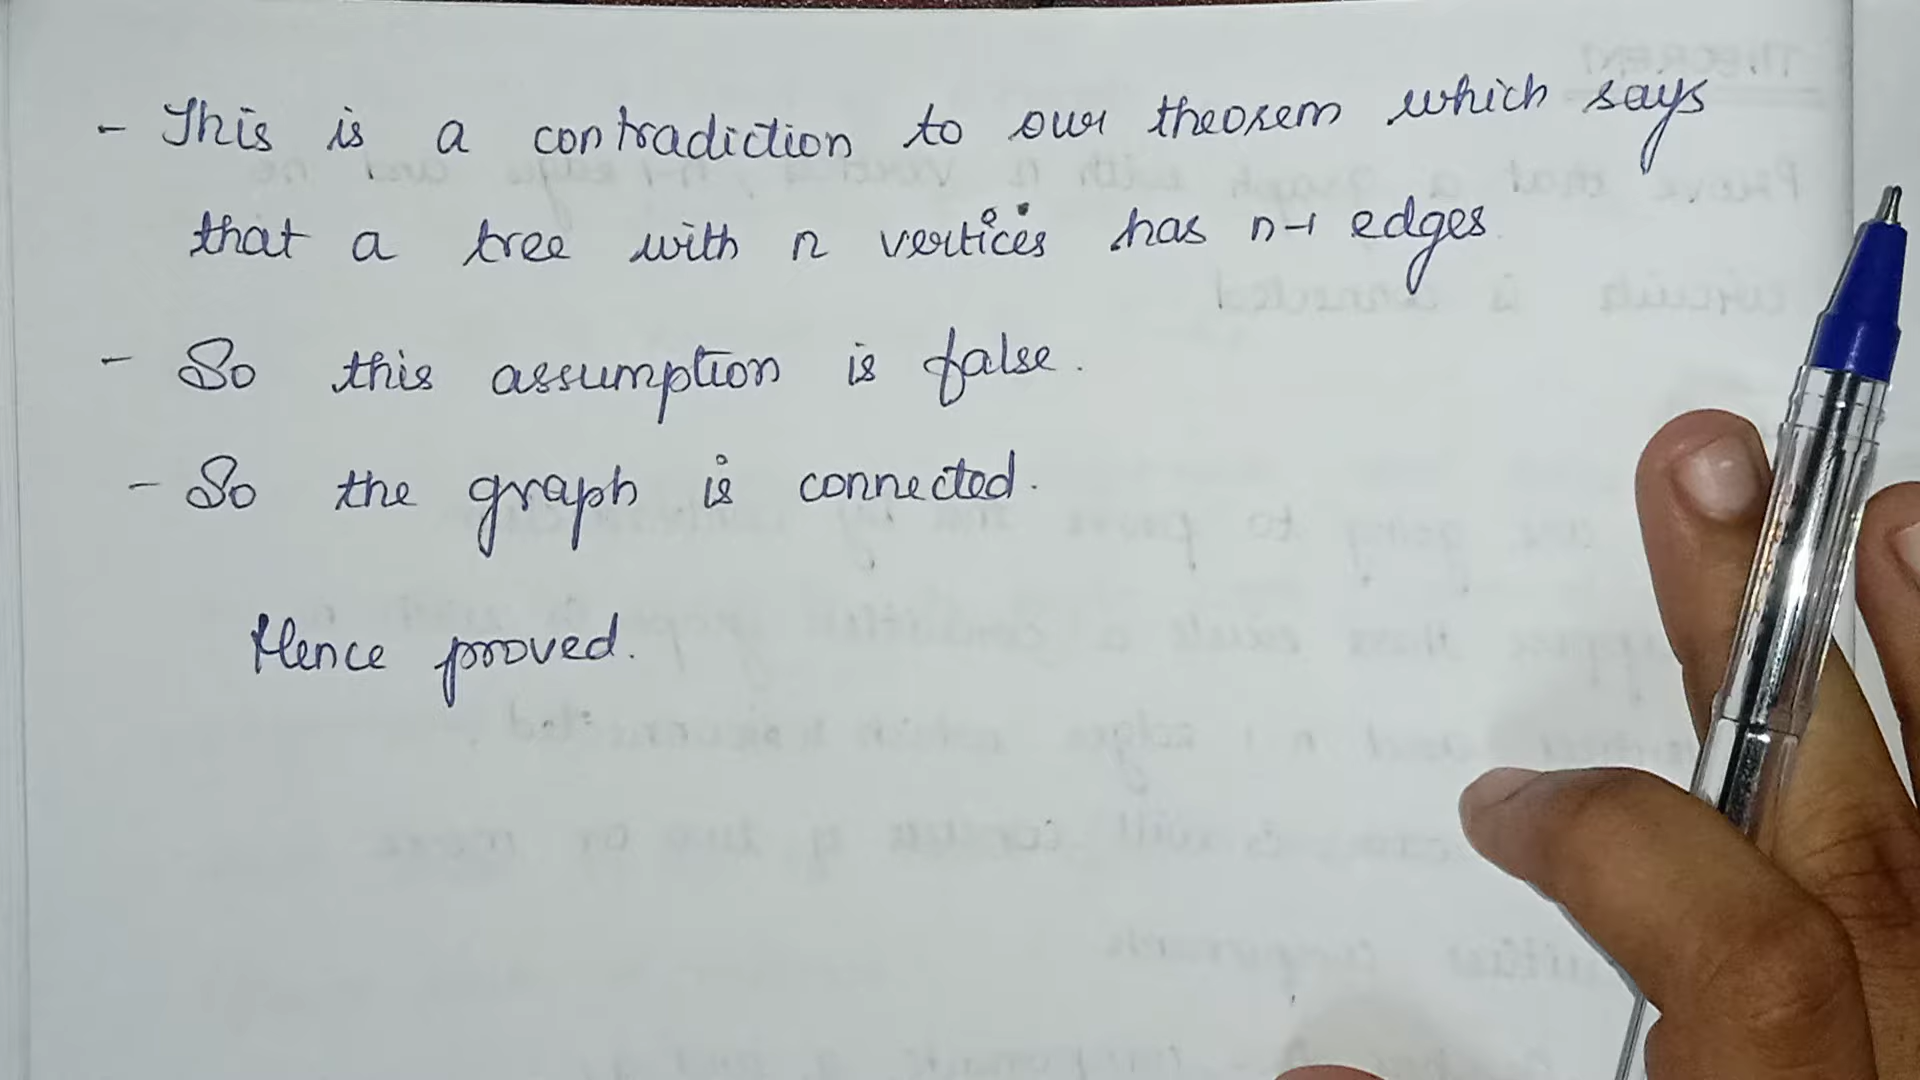 - This is a contradiction to our theorem which says
that a tree with n vertices has n-1 edges
- So this assumption is false.
- So the graph is connected.
Hence proved.